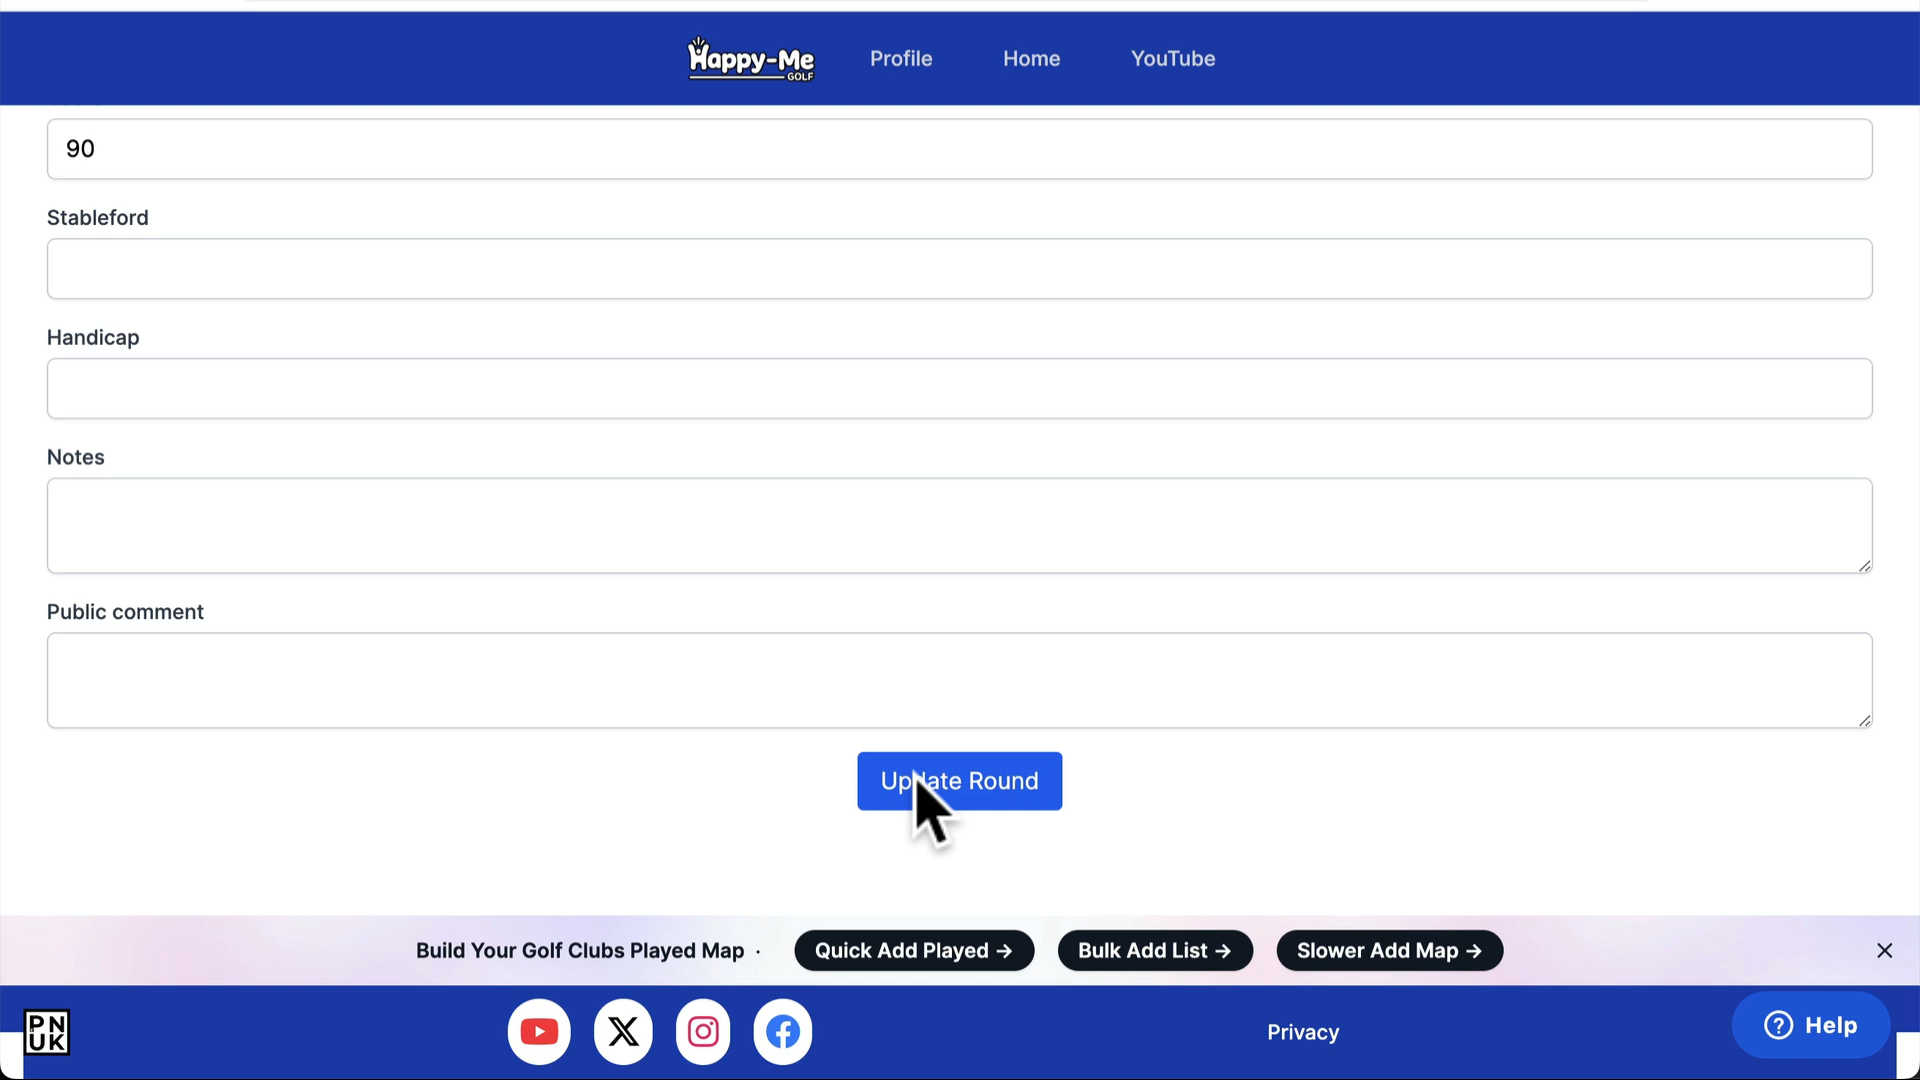 Happy-Me
GOLF
Profile
Home
YouTube
90
Stableford
Handicap
Notes
Public comment
Update Round
Build Your Golf Clubs Played Map ·
Quick Add Played →
Bulk Add List →
Slower Add Map →
PN
UK
Privacy
Help